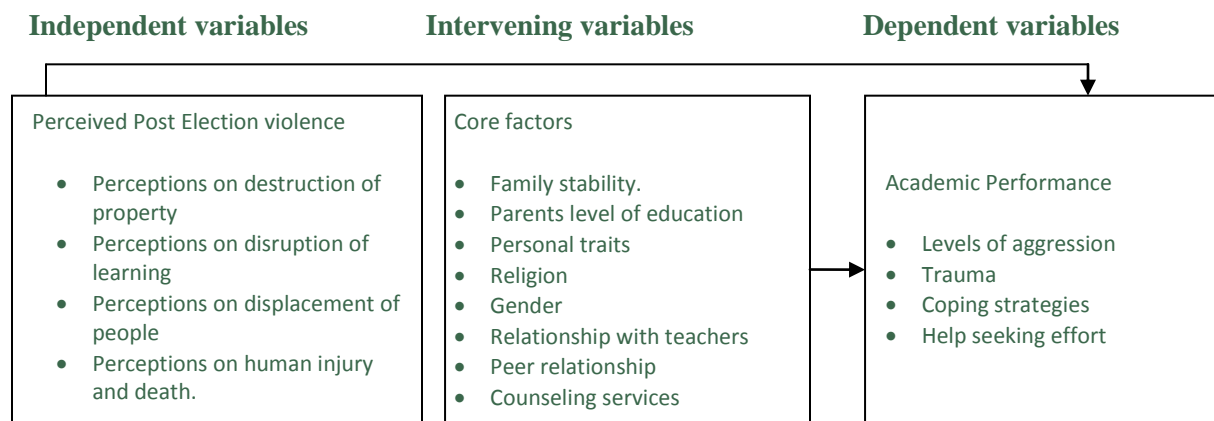 Independent variables
Intervening variables
Dependent variables
Perceived Post Election violence
• Perceptions on destruction of
property
• Perceptions on disruption of
learning
• Perceptions on displacement of
people
• Perceptions on human injury
and death.
Core factors
• Family stability.
• Parents level of education
• Personal traits
• Religion
• Gender
• Relationship with teachers
• Peer relationship
• Counseling services
Academic Performance
• Levels of aggression
• Trauma
• Coping strategies
• Help seeking effort